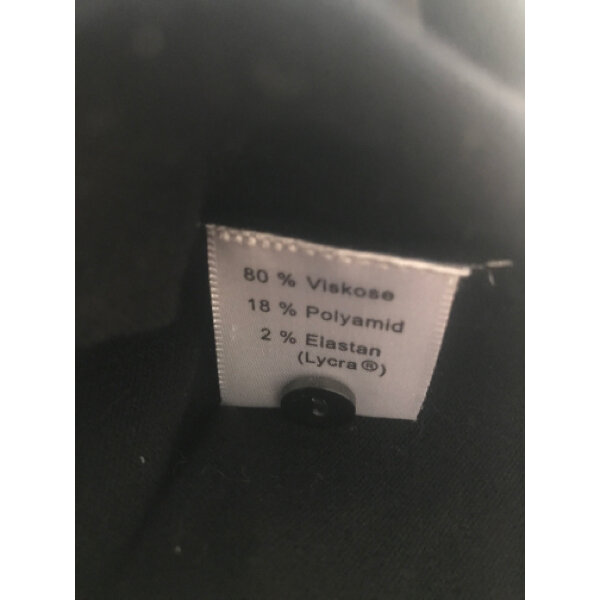 80 % Viskose
18 % Polyamid
2 % Elastan
(Lycra®)